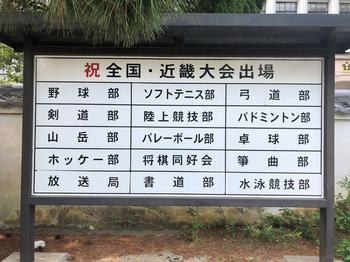 祝 全国・近畿大会出場
野球部 ソフトテニス部 弓道部
剣道部 陸上競技部 バドミントン部
山岳部 バレーボール部 卓球部
ホッケー部 将棋同好会 箏曲部
放送局 書道部 水泳競技部